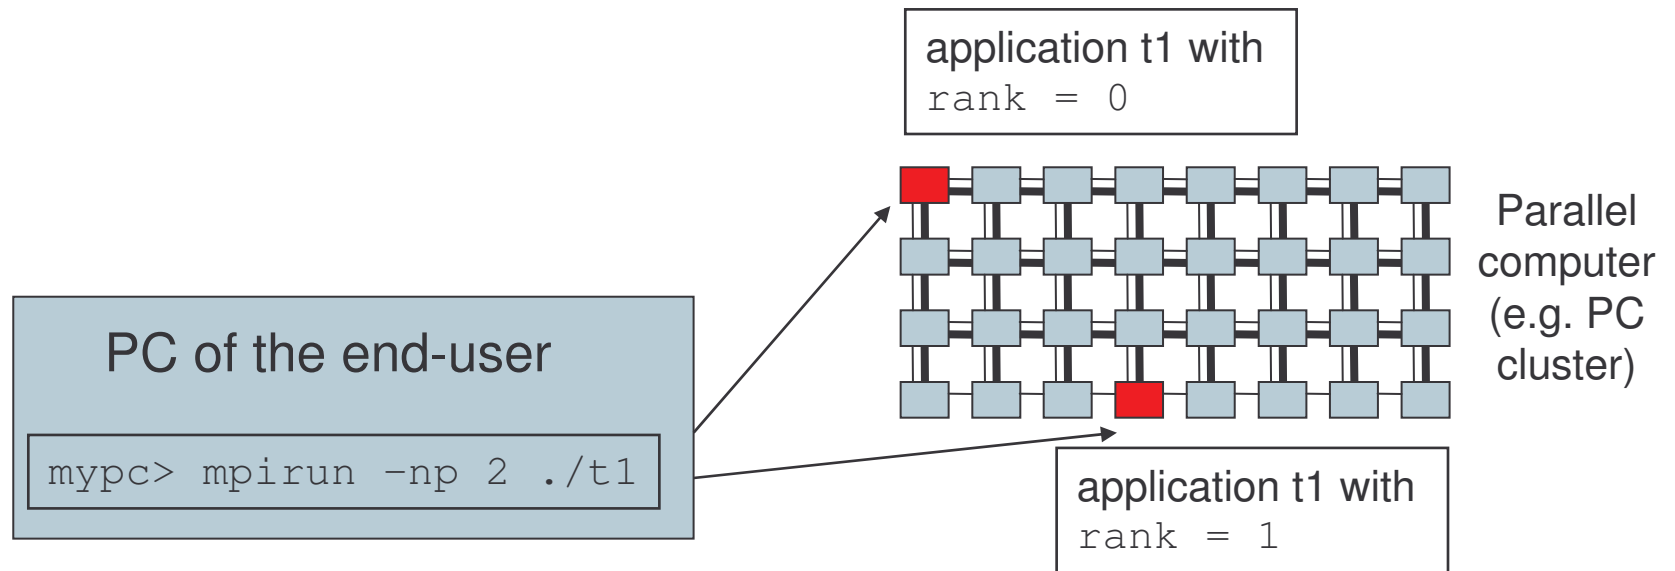 application t1 with
rank = 0
Parallel
computer
(e.g. PC
cluster)
PC of the end-user
mypc> mpirun –np 2 ./t1
application t1 with
rank = 1